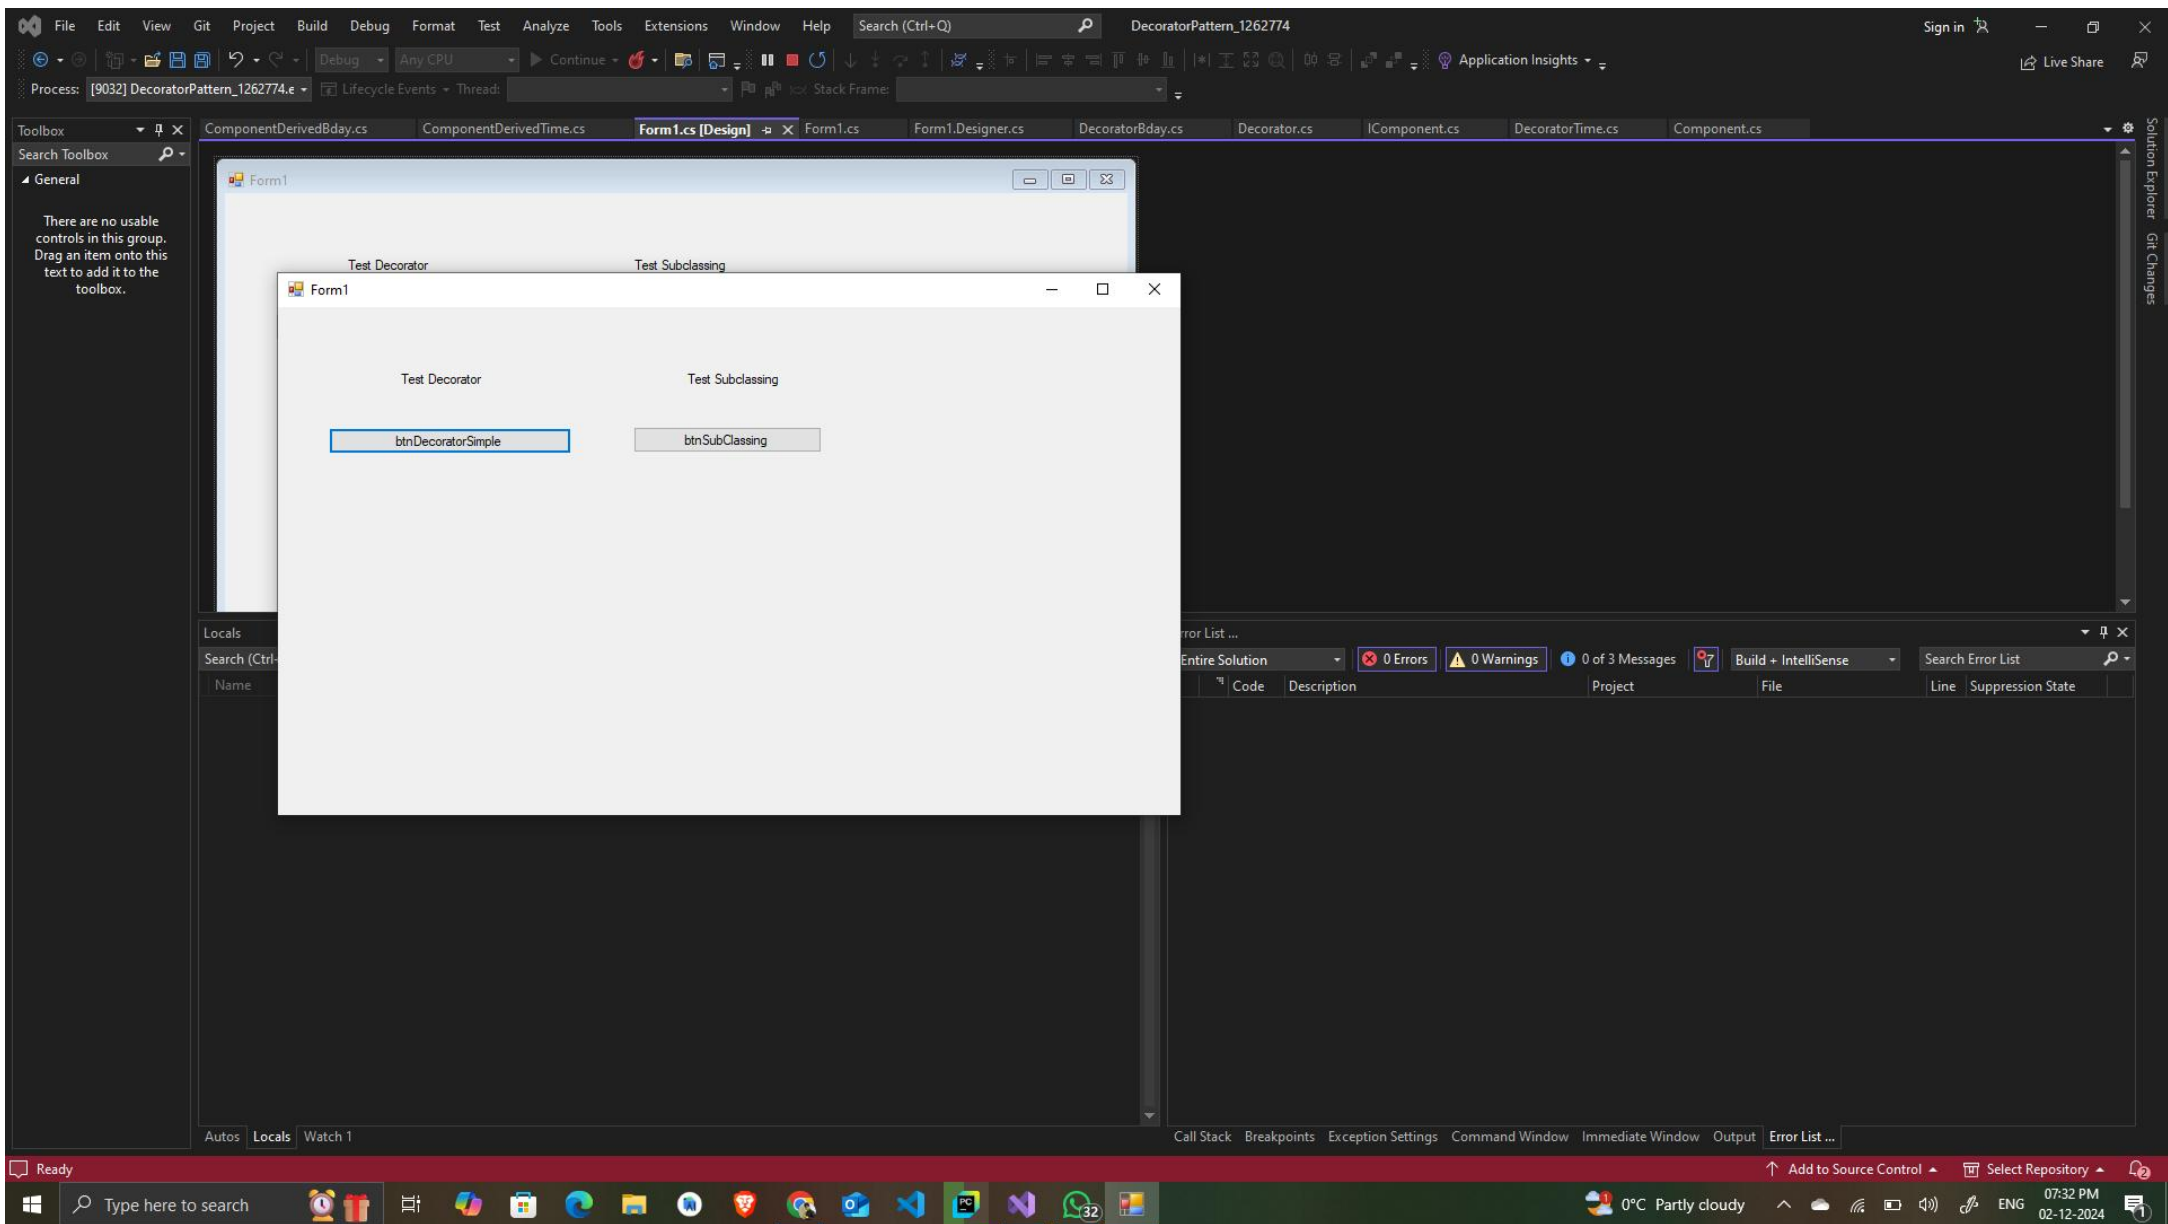 File Edit View Git Project Build Debug Format Test Analyze Tools Extensions Window Help Search (Ctrl+Q) DecoratorPattern_1262774 Sign in
Debug Any CPU Continue Application Insights Live Share
Process: [9032] DecoratorPattern_1262774.e Lifecycle Events Thread: Stack Frame:
Toolbox
Search Toolbox
General
There are no usable
controls in this group.
Drag an item onto this
text to add it to the
toolbox.
ComponentDerivedBday.cs ComponentDerivedTime.cs Form1.cs [Design] Form1.cs Form1.Designer.cs DecoratorBday.cs Decorator.cs IComponent.cs DecoratorTime.cs Component.cs
Form1
Test Decorator Test Subclassing
Form1
Test Decorator Test Subclassing
btnDecoratorSimple btnSubClassing
Solution Explorer
Git Changes
Locals
Search (Ctrl+
Name
Autos Locals Watch 1
rror List ...
Entire Solution 0 Errors 0 Warnings 0 of 3 Messages Build + IntelliSense Search Error List
Code Description Project File Line Suppression State
Call Stack Breakpoints Exception Settings Command Window Immediate Window Output Error List ...
Ready Add to Source Control Select Repository 2
Type here to search PC 32 0°C Partly cloudy ENG 07:32 PM
02-12-2024 1